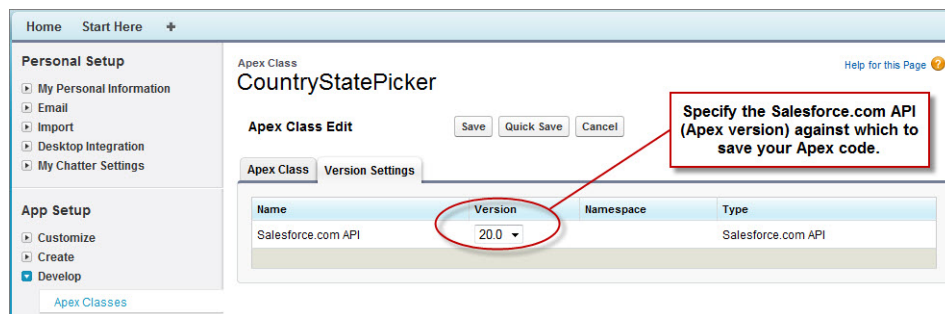 Home Start Here +
Personal Setup
My Personal Information
Email
Import
Desktop Integration
My Chatter Settings
App Setup
Customize
Create
Develop
Apex Classes
Apex Class
CountryStatePicker
Help for this Page ?
Apex Class Edit Save Quick Save Cancel
Specify the Salesforce.com API
(Apex version) against which to
save your Apex code.
Apex Class Version Settings
Name Version Namespace Type
Salesforce.com API 20.0 Salesforce.com API